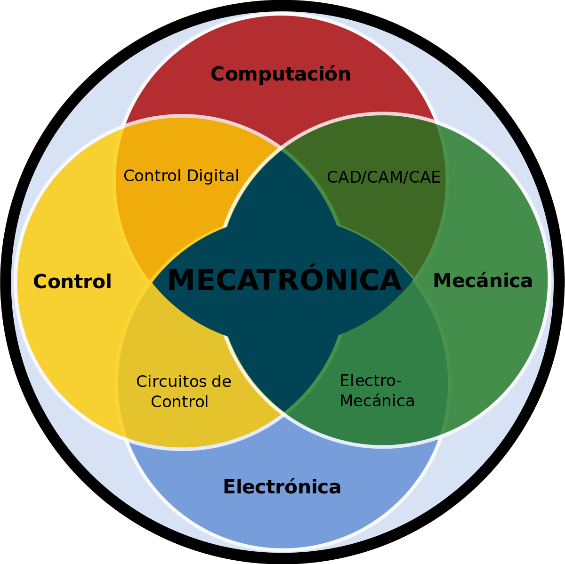 Computación
Control Digital
CAD/CAM/CAE
Control
MECATRÓNICA
Mecánica
Circuitos de
Control
Electro-
Mecánica
Electrónica